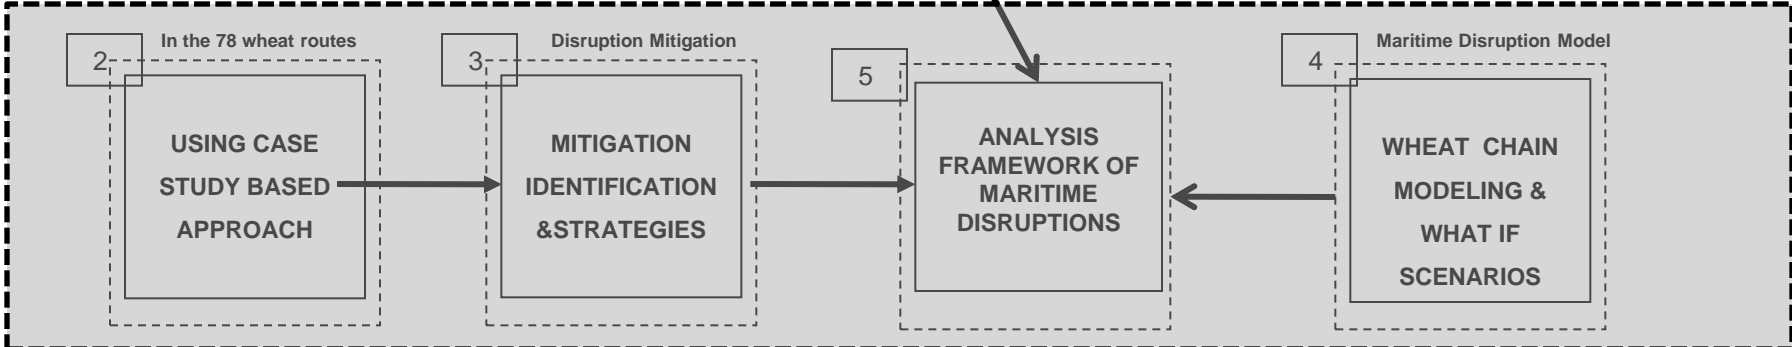 2
In the 78 wheat routes
USING CASE
STUDY BASED
APPROACH
3
Disruption Mitigation
MITIGATION
IDENTIFICATION
&STRATEGIES
5
ANALYSIS
FRAMEWORK OF
MARITIME
DISRUPTIONS
4
Maritime Disruption Model
WHEAT CHAIN
MODELING &
WHAT IF
SCENARIOS